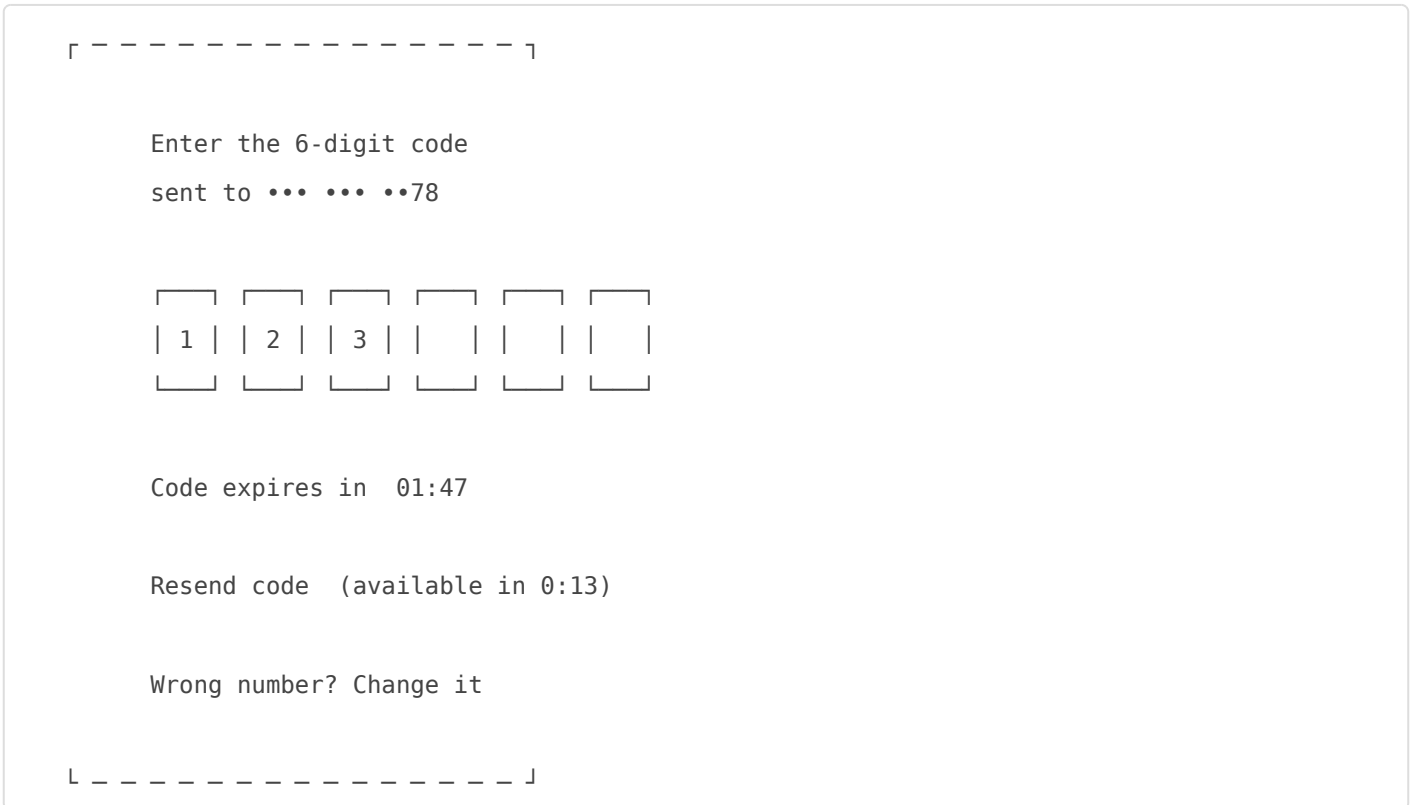 Enter the 6-digit code
sent to ••• ••• ••78
1 2 3
Code expires in  01:47
Resend code  (available in 0:13)
Wrong number? Change it